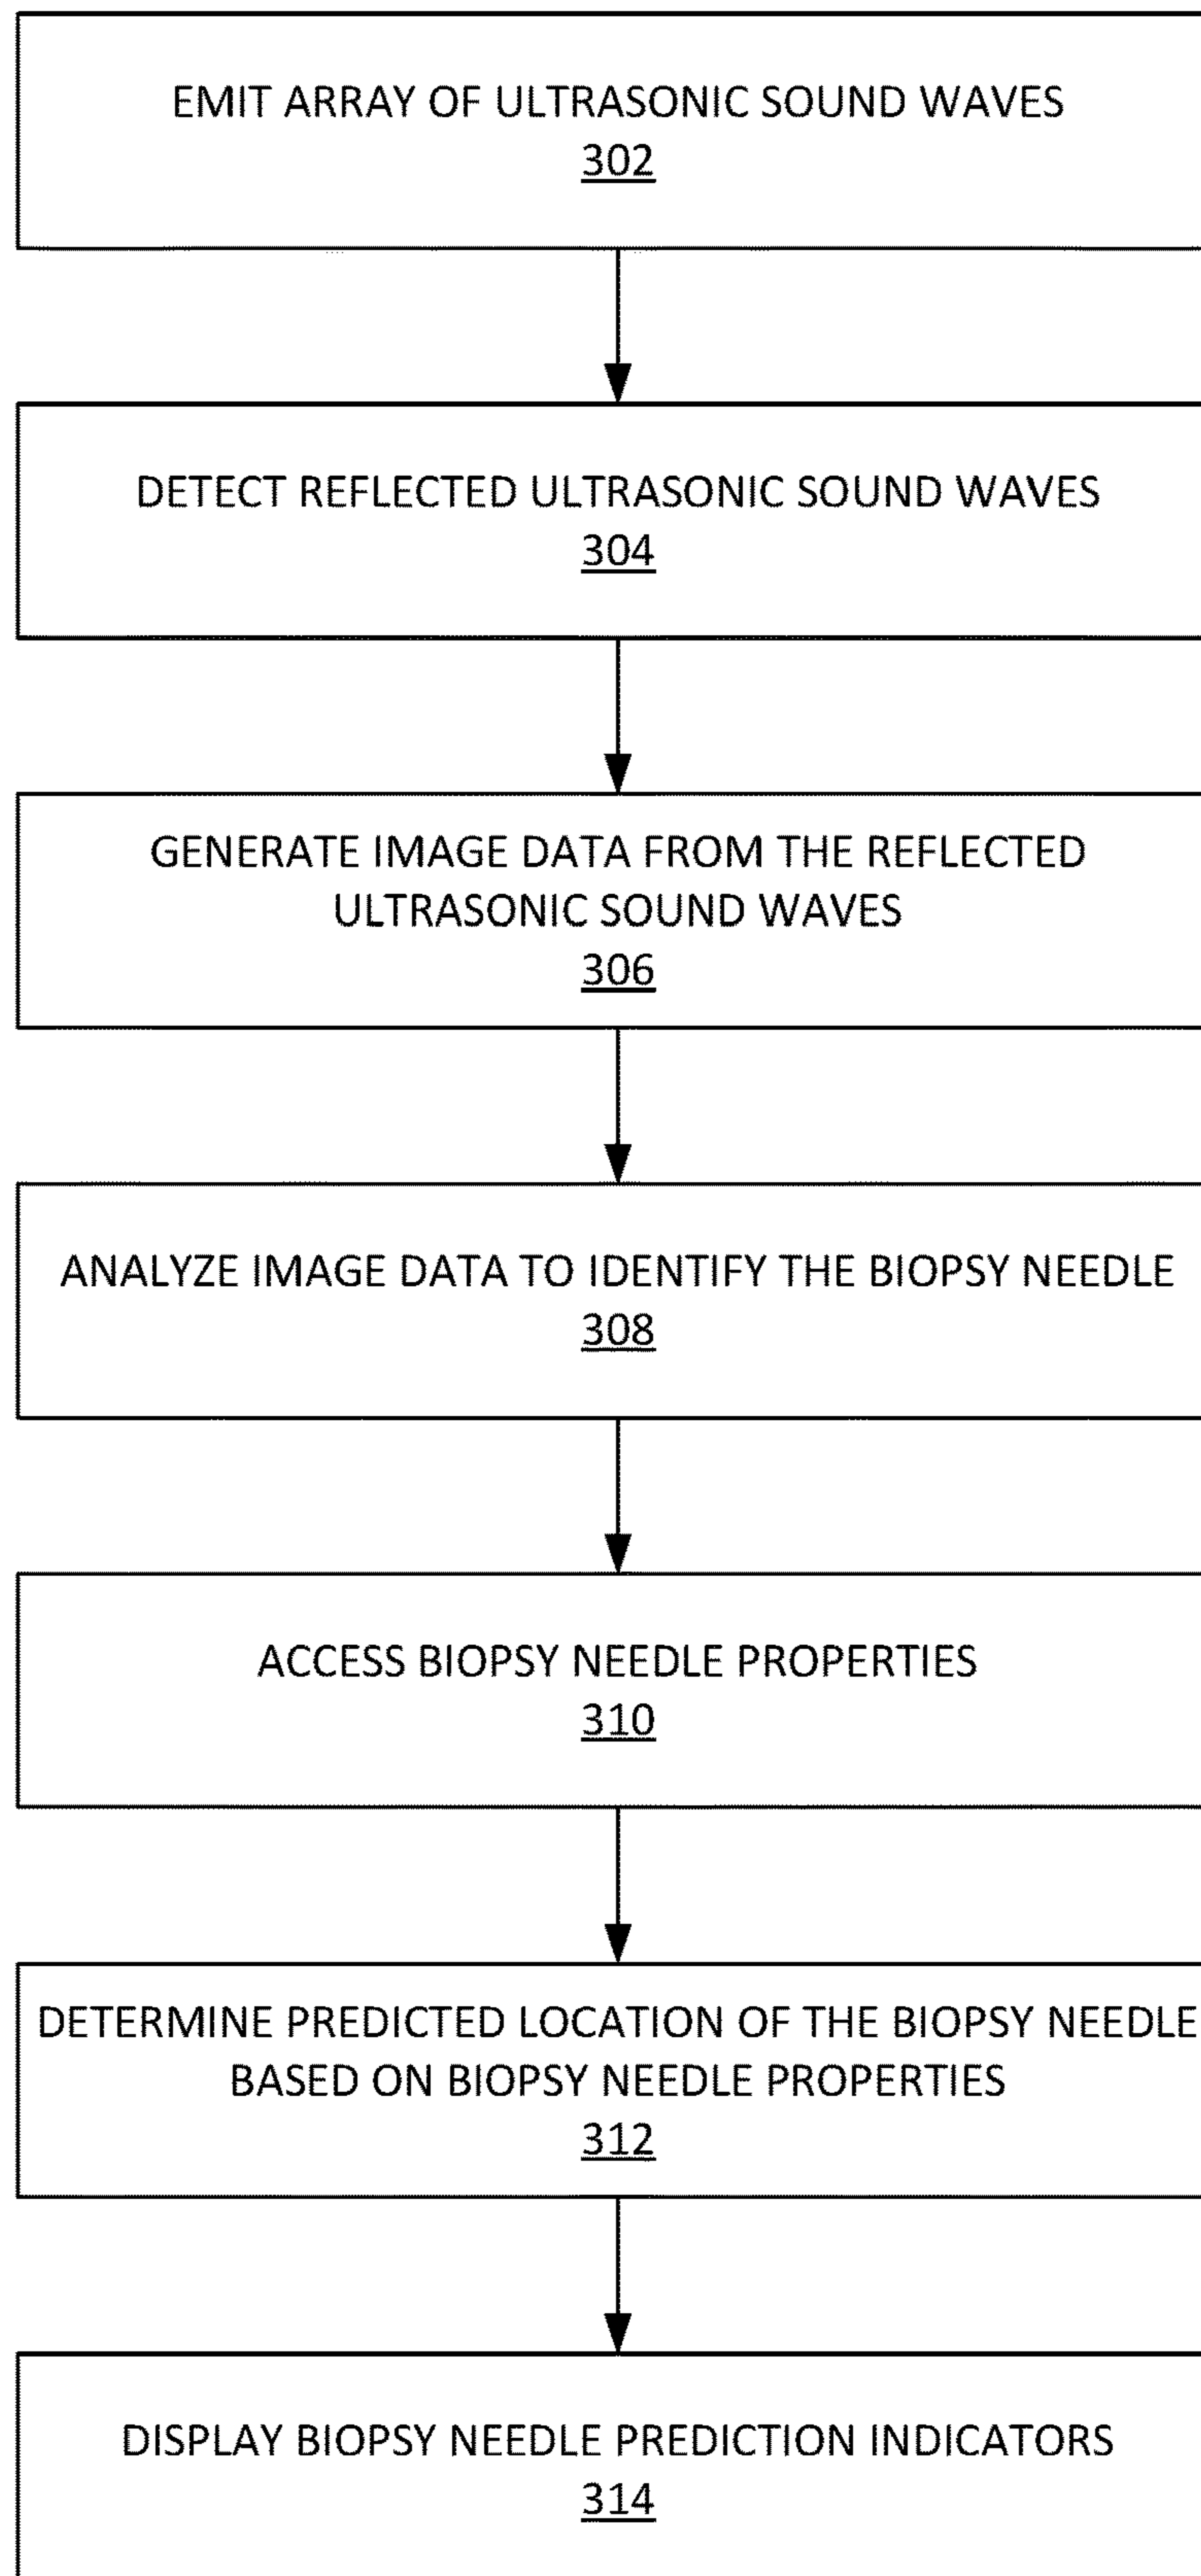 EMIT ARRAY OF ULTRASONIC SOUND WAVES
302
DETECT REFLECTED ULTRASONIC SOUND WAVES
304
GENERATE IMAGE DATA FROM THE REFLECTED
ULTRASONIC SOUND WAVES
306
ANALYZE IMAGE DATA TO IDENTIFY THE BIOPSY NEEDLE
308
ACCESS BIOPSY NEEDLE PROPERTIES
310
DETERMINE PREDICTED LOCATION OF THE BIOPSY NEEDLE
BASED ON BIOPSY NEEDLE PROPERTIES
312
DISPLAY BIOPSY NEEDLE PREDICTION INDICATORS
314